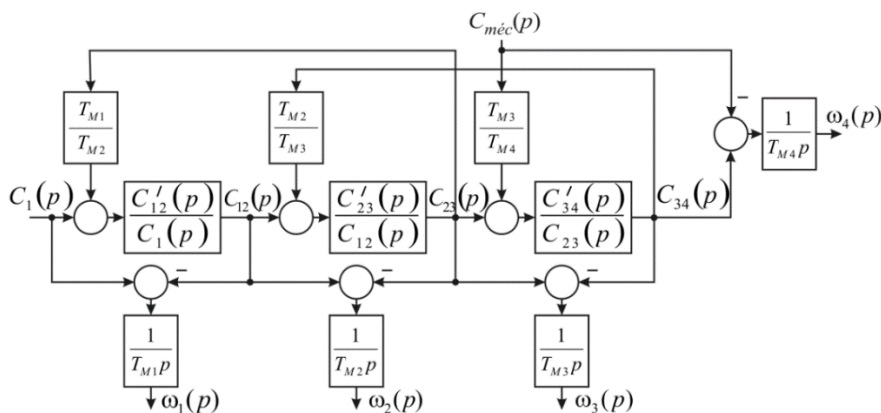 C_méc(p)
T_M1 / T_M2
T_M2 / T_M3
T_M3 / T_M4
−
1 / T_M4 p
ω_4(p)
C_1(p)
C′_12(p) / C_1(p)
C_12(p)
C′_23(p) / C_12(p)
C_23(p)
C′_34(p) / C_23(p)
C_34(p)
−
−
−
1 / T_M1 p
1 / T_M2 p
1 / T_M3 p
ω_1(p)
ω_2(p)
ω_3(p)